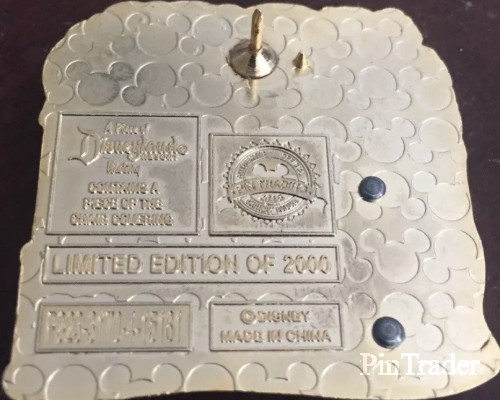 A Piece of
Disneyland
History
CONTAINS A
PIECE OF THE
CHAIR COVERING
LIMITED EDITION OF 2000
©DISNEY
MADE IN CHINA
PinTrader